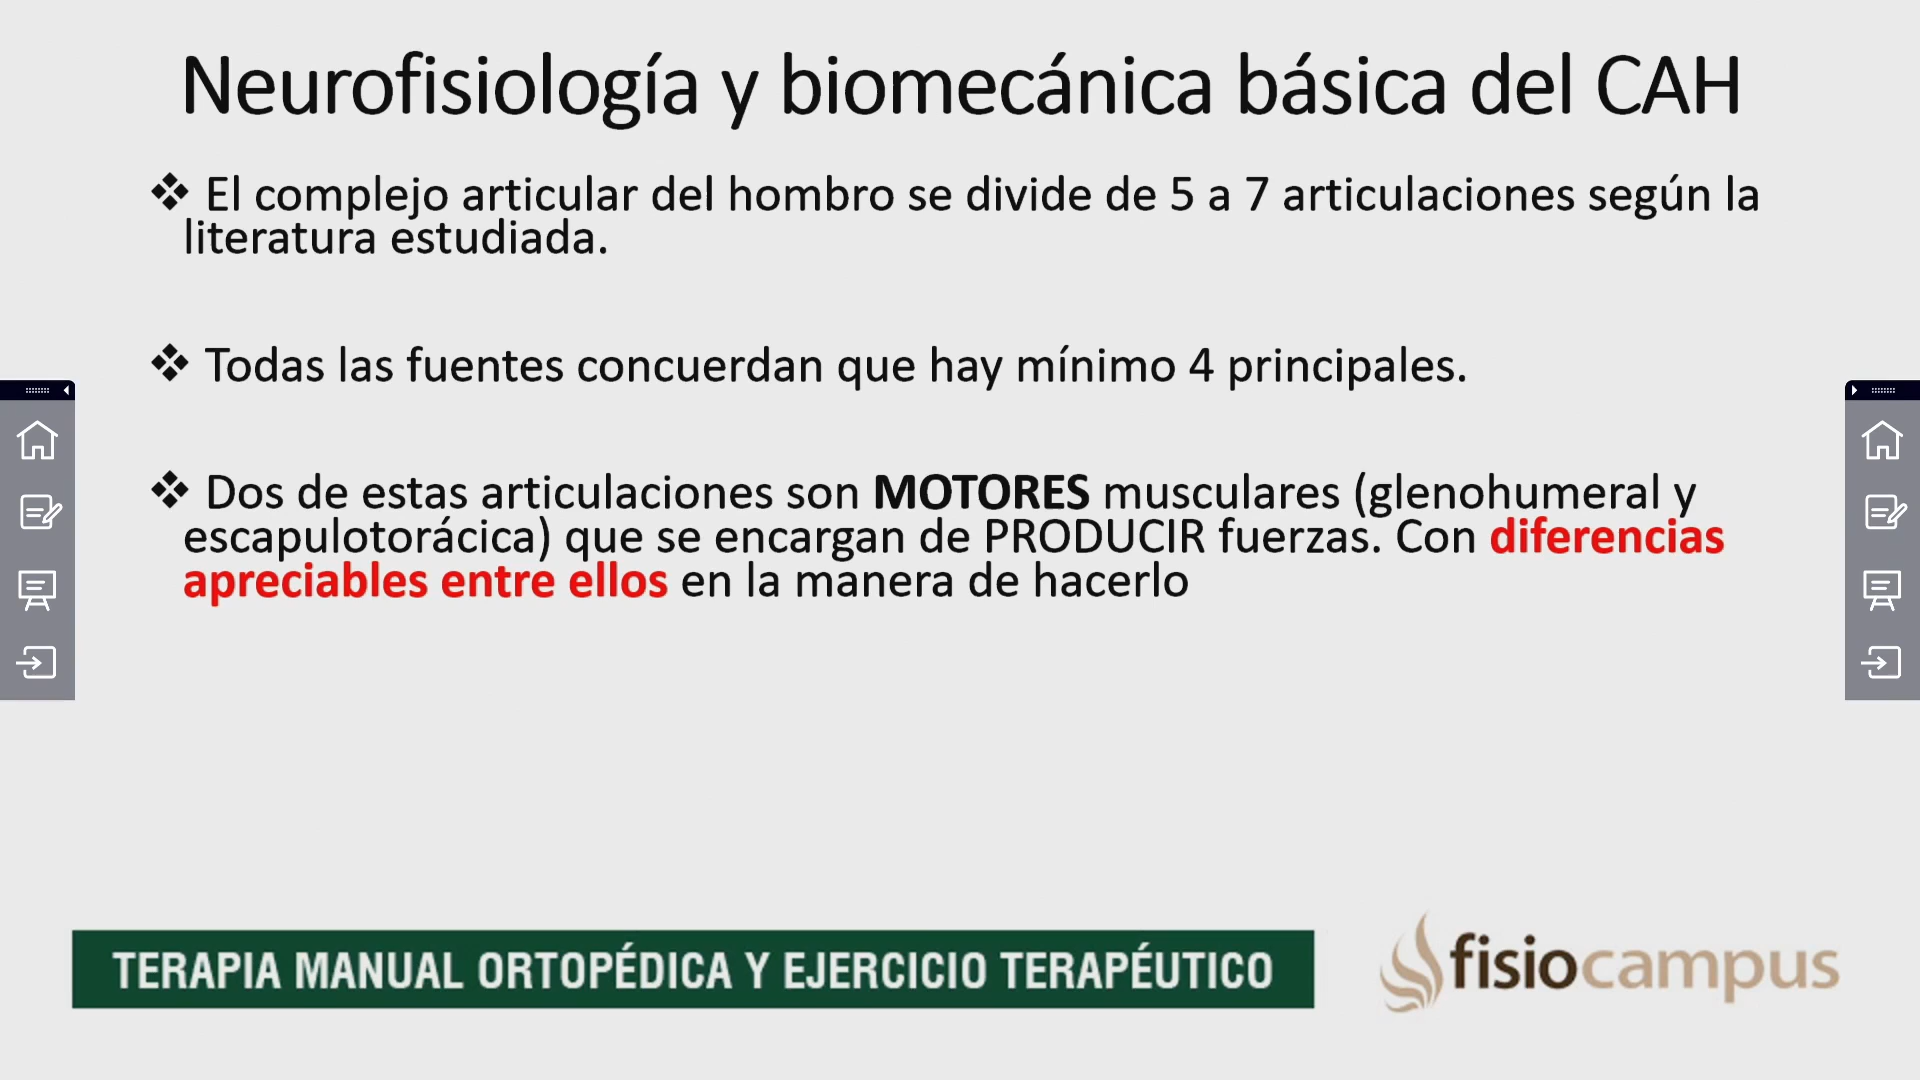 Neurofisiología y biomecánica básica del CAH
❖ El complejo articular del hombro se divide de 5 a 7 articulaciones según la
literatura estudiada.
❖ Todas las fuentes concuerdan que hay mínimo 4 principales.
❖ Dos de estas articulaciones son MOTORES musculares (glenohumeral y
escapulotorácica) que se encargan de PRODUCIR fuerzas. Con diferencias
apreciables entre ellos en la manera de hacerlo
TERAPIA MANUAL ORTOPÉDICA Y EJERCICIO TERAPÉUTICO
fisiocampus